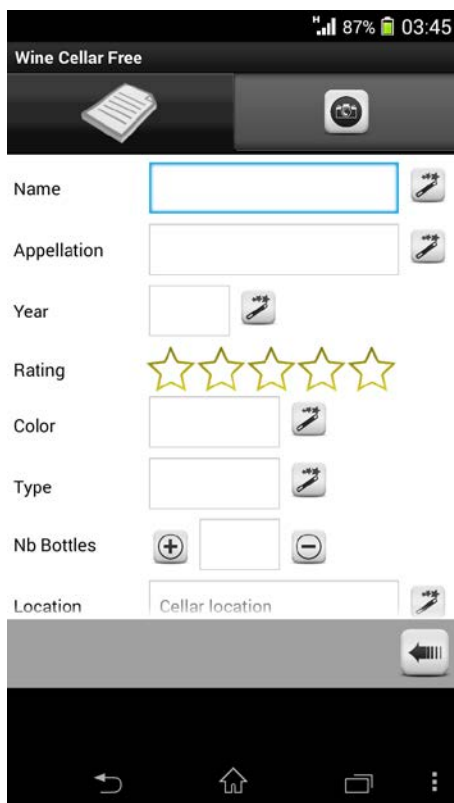 H 87% 03:45
Wine Cellar Free
Name
Appellation
Year
Rating
Color
Type
Nb Bottles
Location Cellar location